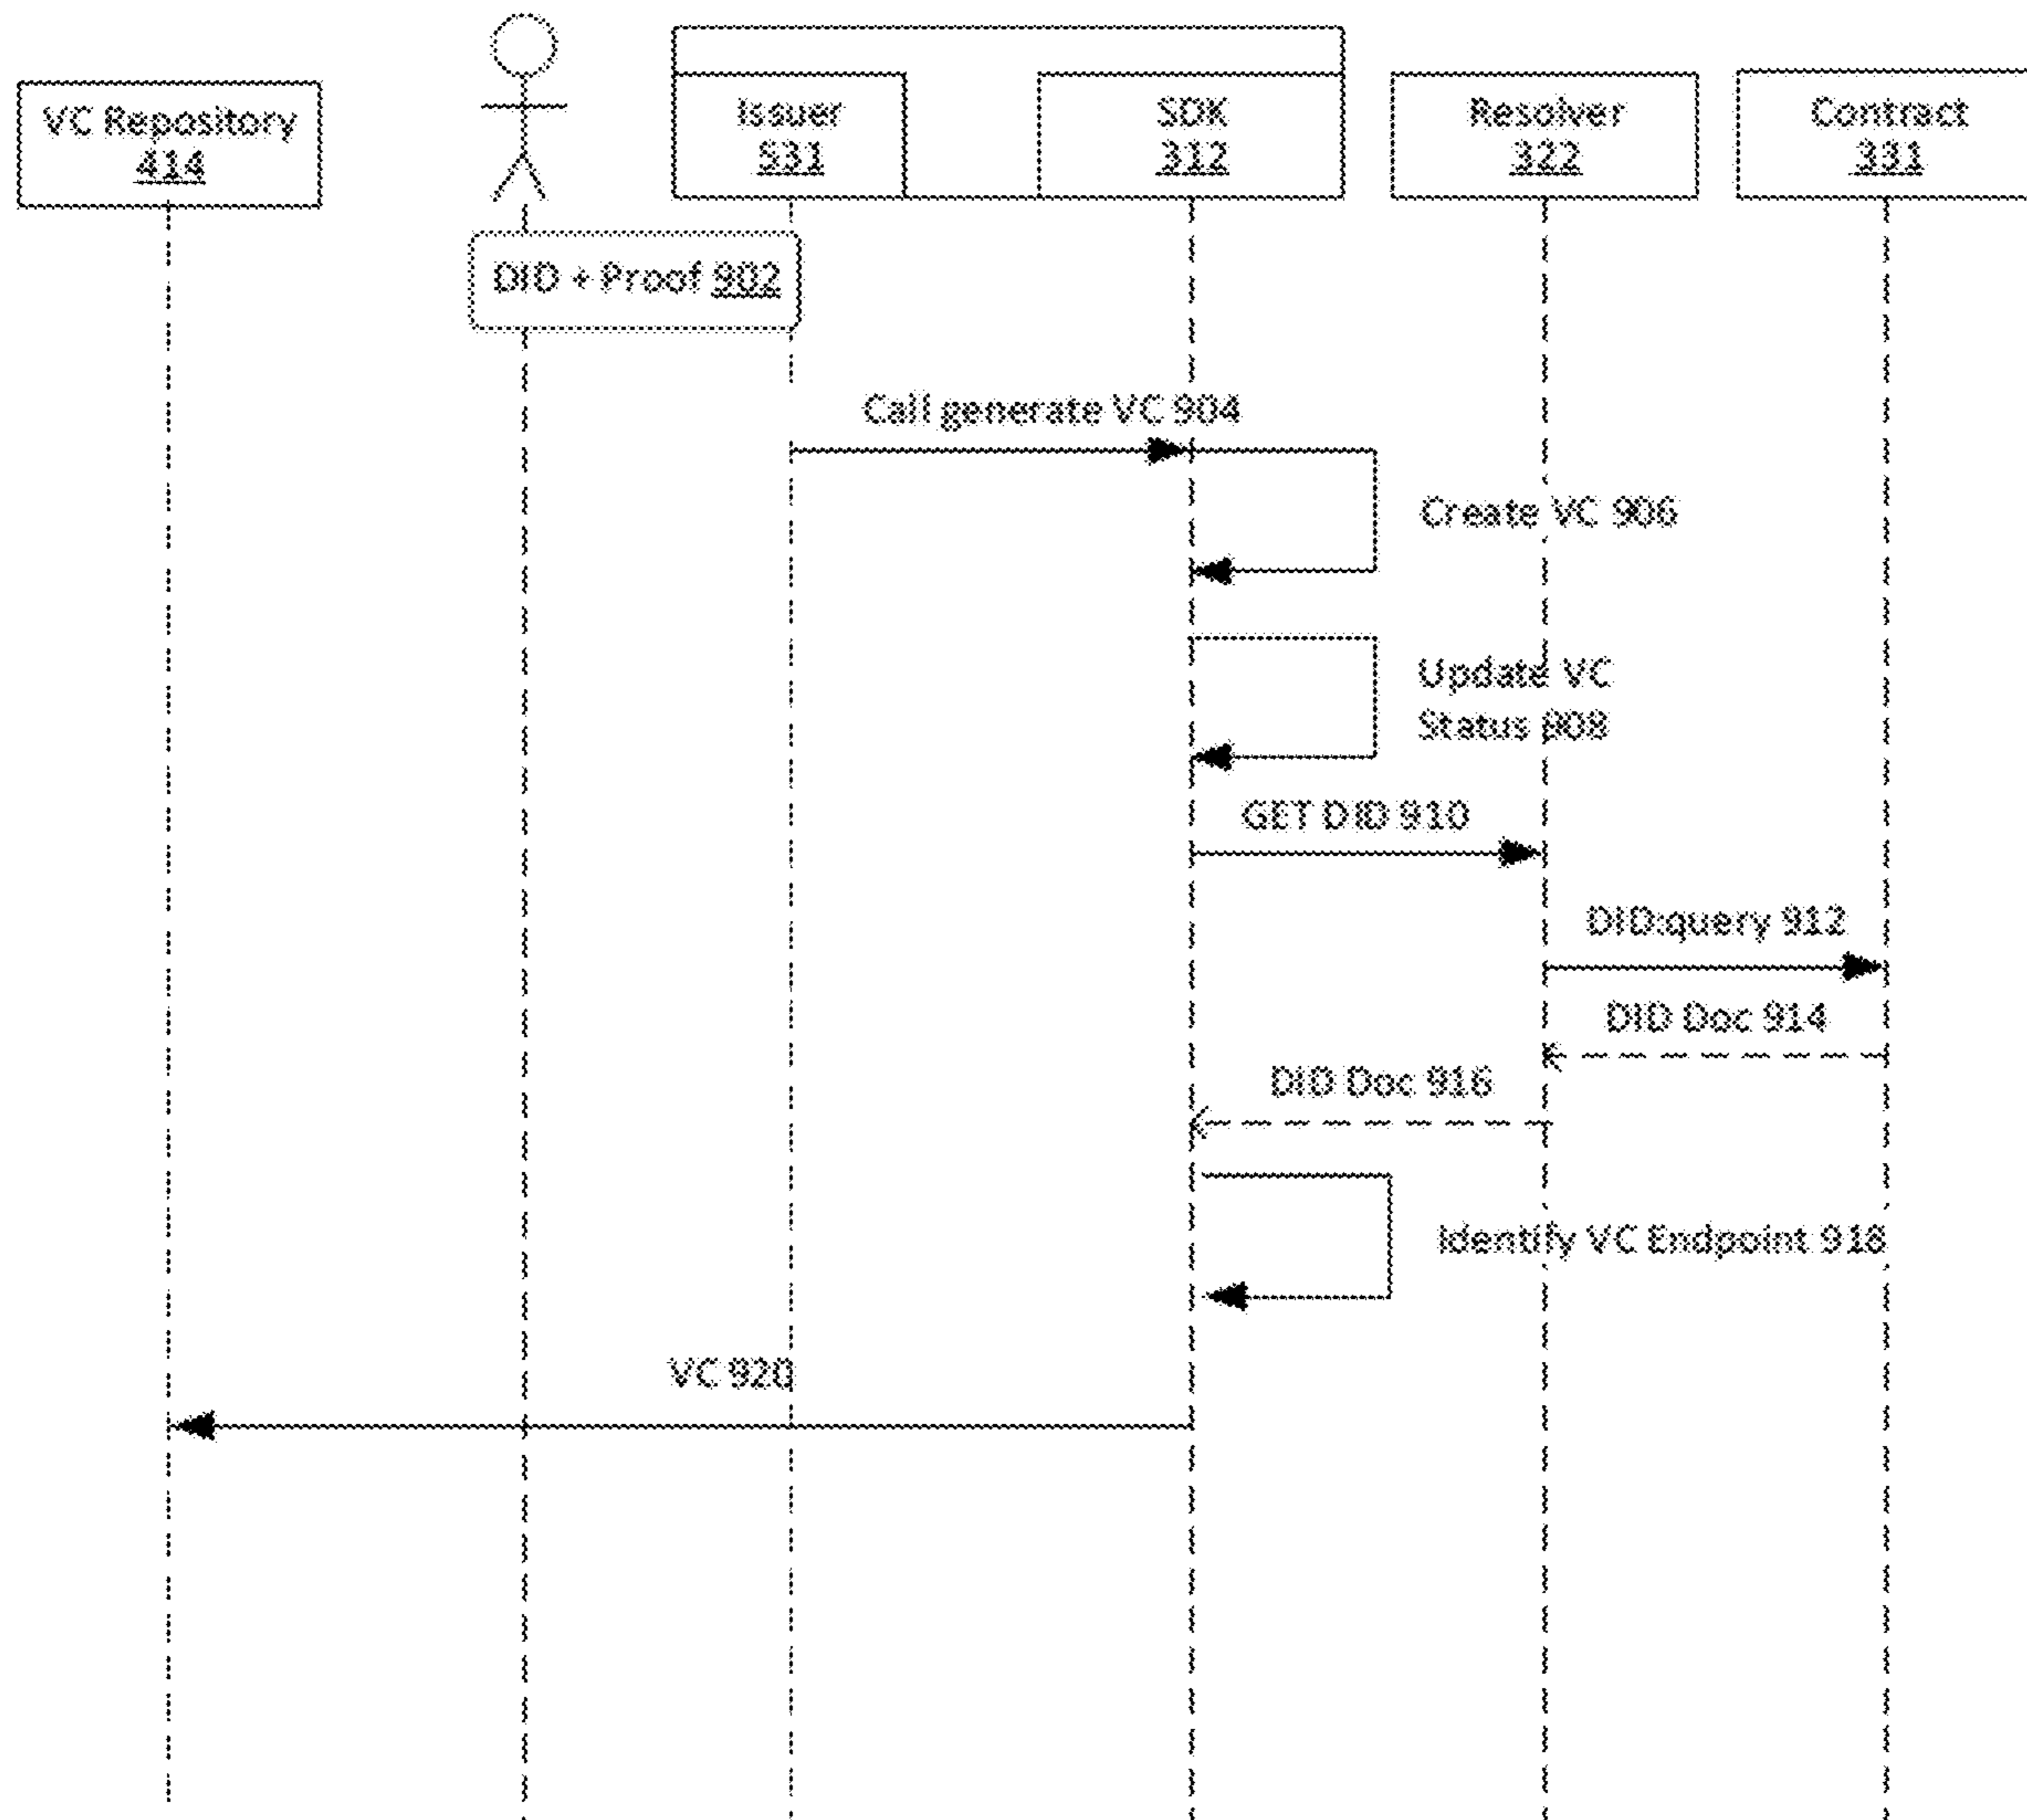 VC Repository
414
Issuer
531
SDK
312
Resolver
322
Contract
331
DID + Proof 902
Call generate VC 904
Create VC 906
Update VC
Status 908
GET DID 910
DID:query 912
DID Doc 914
DID Doc 916
Identify VC Endpoint 918
VC 920